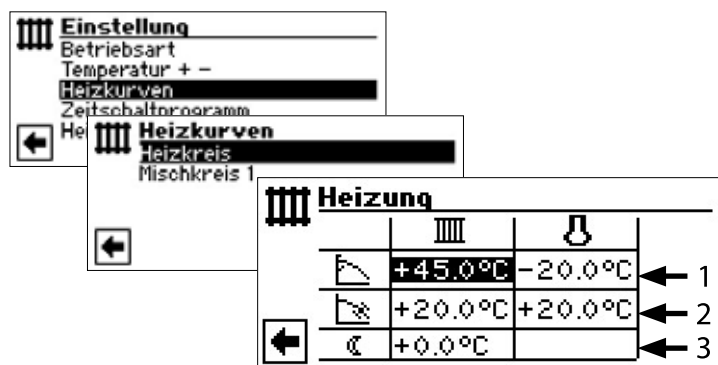 Einstellung
Betriebsart
Temperatur + -
Heizkurven
Zeitschaltprogramm
He
Heizkurven
Heizkreis
Mischkreis 1
Heizung
+45.0°C -20.0°C 1
+20.0°C +20.0°C 2
+0.0°C 3